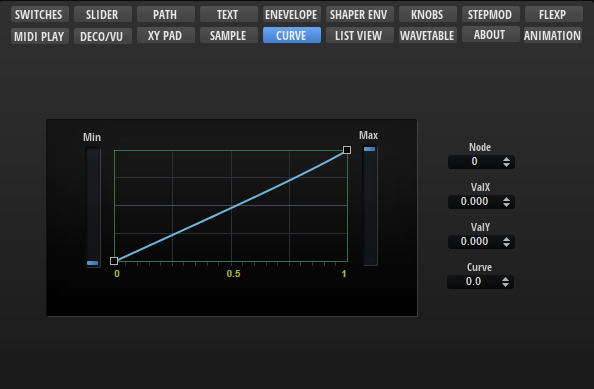 SWITCHES SLIDER PATH TEXT ENEVELOPE SHAPER ENV KNOBS STEPMOD FLEXP
MIDI PLAY DECO/VU XY PAD SAMPLE CURVE LIST VIEW WAVETABLE ABOUT ANIMATION
Min
Max
0 0.5 1
Node
0
ValX
0.000
ValY
0.000
Curve
0.0